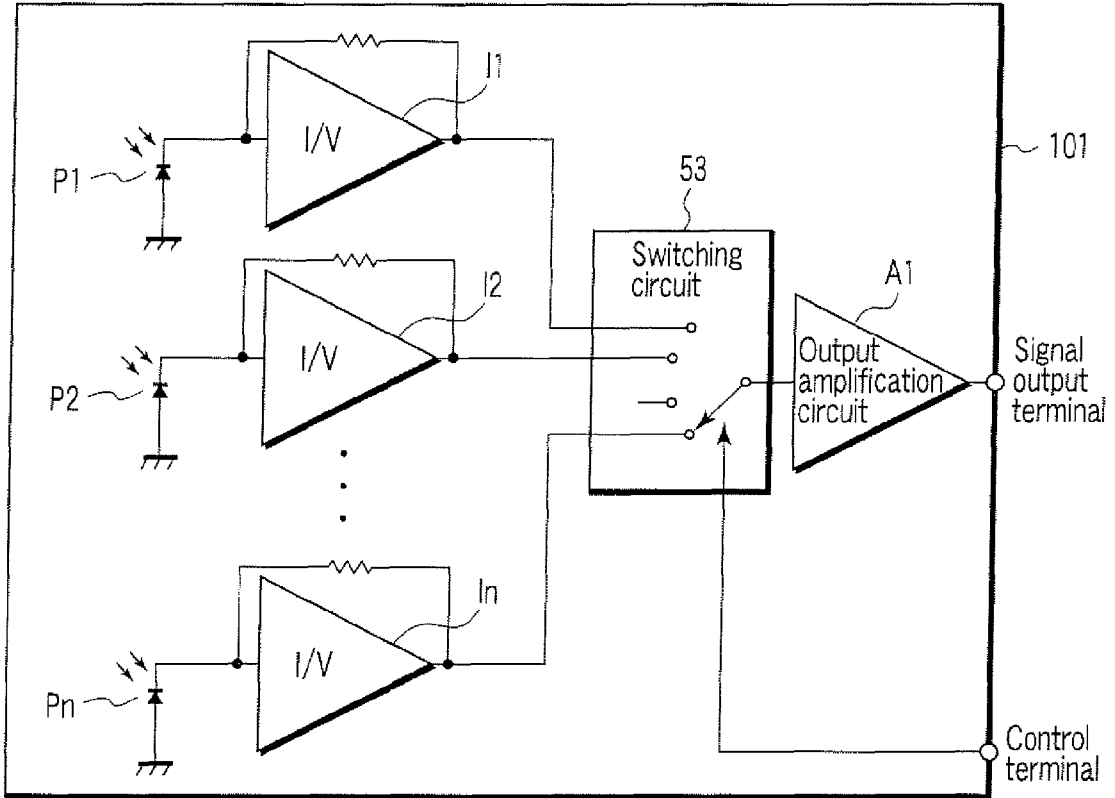 I1
I/V
P1
101
53
Switching
circuit
I2
I/V
P2
A1
Output
amplification
circuit
Signal
output
terminal
In
I/V
Pn
Control
terminal